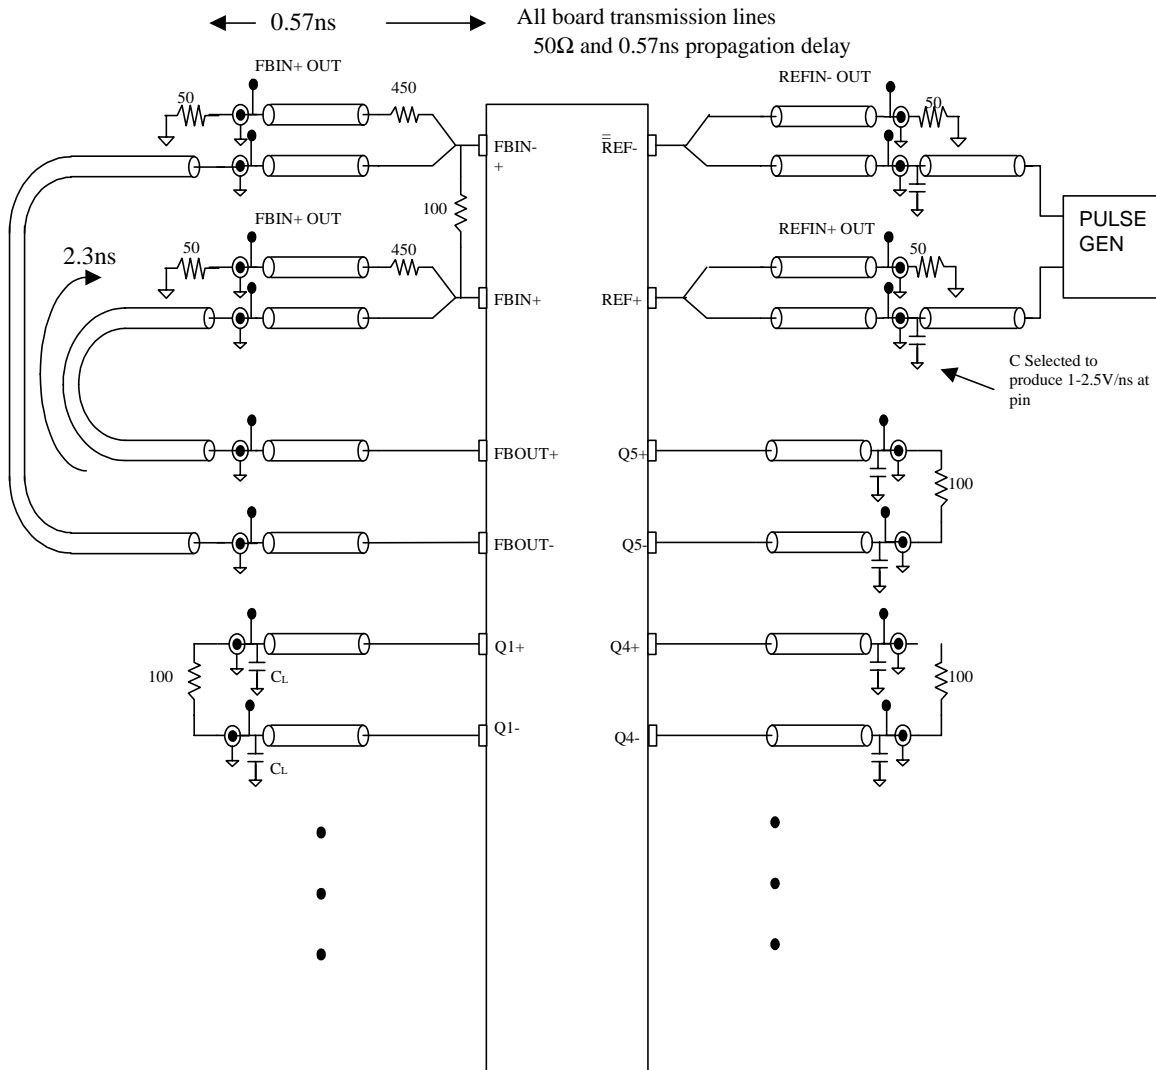 0.57ns
All board transmission lines
50Ω and 0.57ns propagation delay
FBIN+ OUT
50
450
FBIN-
+
100
FBIN+ OUT
50
450
2.3ns
FBIN+
FBOUT+
FBOUT-
Q1+
100
CL
Q1-
CL
REFIN- OUT
50
REF-
PULSE
GEN
REFIN+ OUT
50
REF+
C Selected to
produce 1-2.5V/ns at
pin
Q5+
100
Q5-
Q4+
100
Q4-